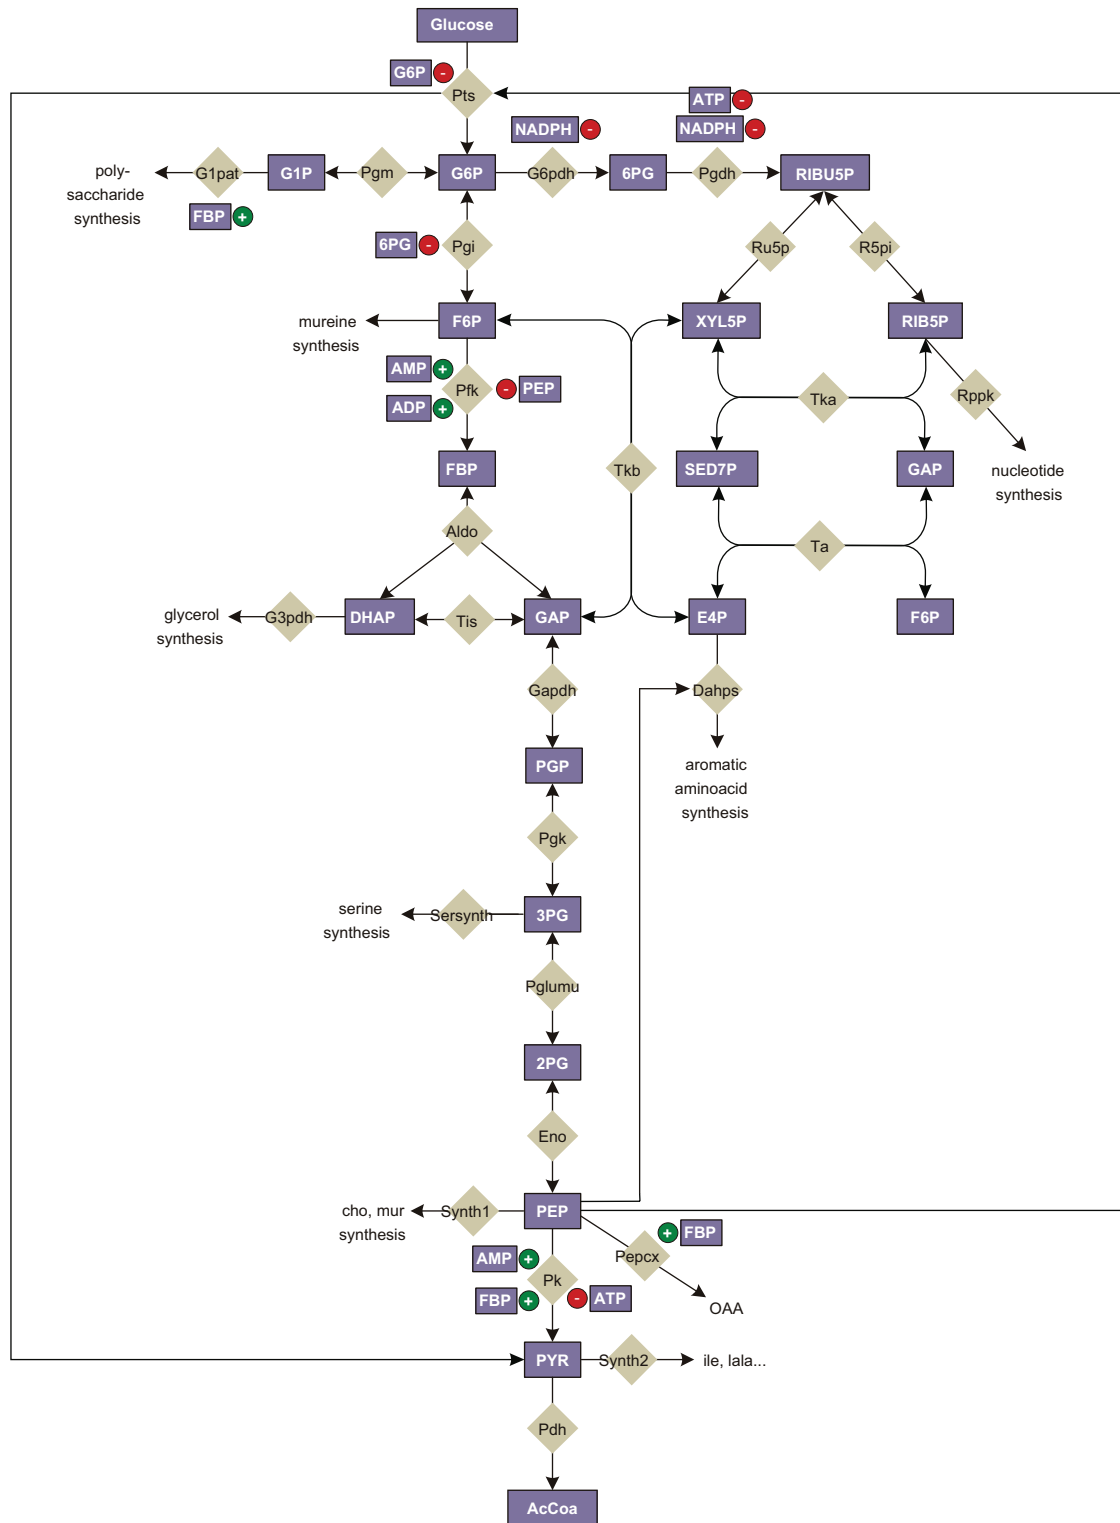 Glucose
G6P -
Pts
ATP -
NADPH -
NADPH -
poly-
saccharide
synthesis
G1pat
G1P
Pgm
G6P
G6pdh
6PG
Pgdh
RIBU5P
FBP +
6PG -
Pgi
Ru5p
R5pi
mureine
synthesis
F6P
XYL5P
RIB5P
AMP +
ADP +
Pfk
- PEP
Tka
Rppk
FBP
Tkb
SED7P
GAP
nucleotide
synthesis
Aldo
Ta
glycerol
synthesis
G3pdh
DHAP
Tis
GAP
E4P
F6P
Gapdh
Dahps
PGP
aromatic
aminoacid
synthesis
Pgk
serine
synthesis
Sersynth
3PG
Pglumu
2PG
Eno
cho, mur
synthesis
Synth1
PEP
AMP +
FBP +
Pk
- ATP
+ FBP
Pepcx
OAA
PYR
Synth2
ile, lala...
Pdh
AcCoa